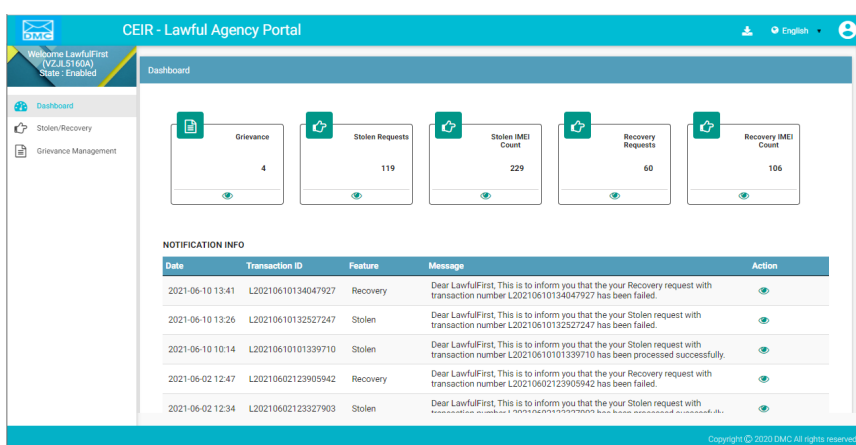 DMC
CEIR - Lawful Agency Portal
English
Welcome LawfulFirst
(VZJL5160A)
State : Enabled
Dashboard
Dashboard
Stolen/Recovery
Grievance Management
Grievance
4
Stolen Requests
119
Stolen IMEI
Count
229
Recovery
Requests
60
Recovery IMEI
Count
106
NOTIFICATION INFO
Date Transaction ID Feature Message Action
2021-06-10 13:41 L20210610134047927 Recovery Dear LawfulFirst, This is to inform you that the your Recovery request with
transaction number L20210610134047927 has been failed.
2021-06-10 13:26 L20210610132527247 Stolen Dear LawfulFirst, This is to inform you that the your Stolen request with
transaction number L20210610132527247 has been failed.
2021-06-10 10:14 L20210610101339710 Stolen Dear LawfulFirst, This is to inform you that the your Stolen request with
transaction number L20210610101339710 has been processed successfully.
2021-06-02 12:47 L20210602123905942 Recovery Dear LawfulFirst, This is to inform you that the your Recovery request with
transaction number L20210602123905942 has been failed.
2021-06-02 12:34 L20210602123327903 Stolen Dear LawfulFirst, This is to inform you that the your Stolen request with
transaction number L20210602123327903 has been processed successfully.
Copyright © 2020 DMC All rights reserved